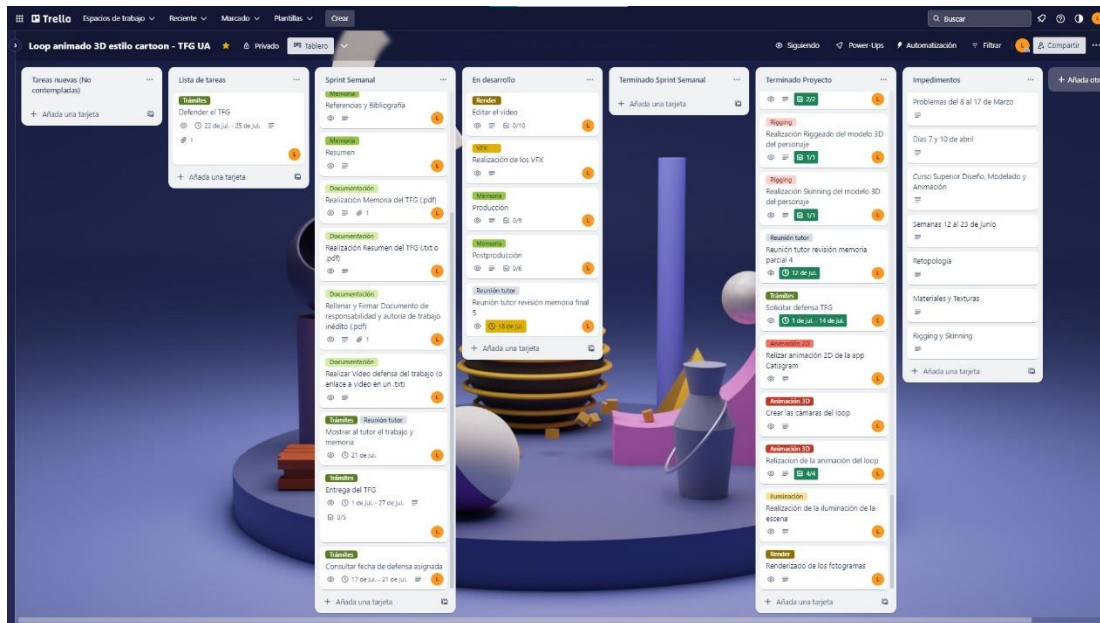 Trello Espacios de trabajo Reciente Marcado Plantillas Crear Buscar
Loop animado 3D estilo cartoon - TFG UA Privado Tablero Siguiendo Power-Ups Automatización Filtrar L Compartir
Tareas nuevas (No
contempladas)
+ Añada una tarjeta
Lista de tareas
Trámites
Defender el TFG
22 de jul. - 25 de jul.
1
L
+ Añada una tarjeta
Sprint Semanal
Memoria
Referencias y Bibliografía
L
Memoria
Resumen
L
Documentación
Realización Memoria del TFG (.pdf)
1
L
Documentación
Realización Resumen del TFG (.txt o
.pdf)
L
Documentación
Rellenar y Firmar Documento de
responsabilidad y autoria de trabajo
inédito (.pdf)
1
L
Documentación
Realizar Vídeo defensa del trabajo (o
enlace a video en un .txt)
L
Trámites Reunión tutor
Mostrar al tutor el trabajo y
memoria
21 de jul.
L
Trámites
Entrega del TFG
1 de jul. - 27 de jul.
0/5
L
Trámites
Consultar fecha de defensa asignada
17 de jul. - 21 de jul.
L
+ Añada una tarjeta
En desarrollo
Render
Editar el vídeo
0/10
L
VFX
Realización de los VFX
L
Memoria
Producción
0/9
L
Memoria
Postproducción
0/6
L
Reunión tutor
Reunión tutor revisión memoria final
5
18 de jul.
L
+ Añada una tarjeta
Terminado Sprint Semanal
+ Añada una tarjeta
Terminado Proyecto
2/2
L
Rigging
Realización Riggeado del modelo 3D
del personaje
1/1
L
Rigging
Realización Skinning del modelo 3D
del personaje
1/1
L
Reunión tutor
Reunión tutor revisión memoria
parcial 4
12 de jul.
L
Trámites
Solicitar defensa TFG
1 de jul. - 14 de jul.
L
Animación 2D
Relizar animación 2D de la app
Catisgram
L
Animación 3D
Crear las cámaras del loop
L
Animación 3D
Relizacion de la animación del loop
4/4
L
Iluminación
Realización de la iluminación de la
escena
L
Render
Renderizado de los fotogramas
L
+ Añada una tarjeta
Impedimentos
Problemas del 8 al 17 de Marzo
Dias 7 y 10 de abril
Curso Superior Diseño, Modelado y
Animación
Semanas 12 al 23 de junio
Retopología
Materiales y Texturas
Rigging y Skinning
+ Añada una tarjeta
+ Añada